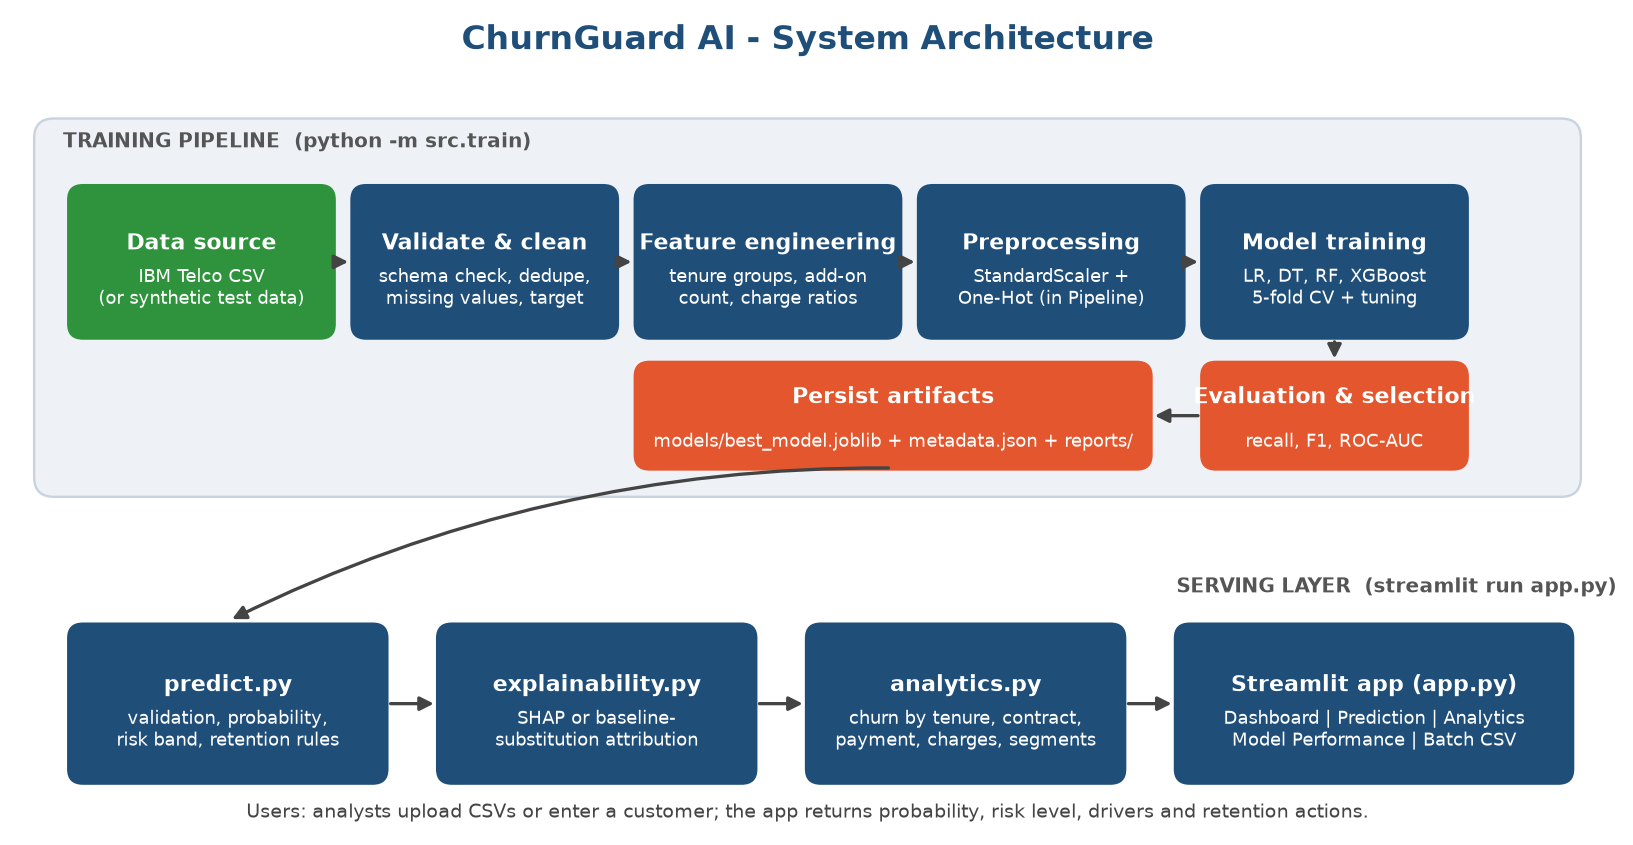 ChurnGuard AI - System Architecture
TRAINING PIPELINE  (python -m src.train)
Data source
IBM Telco CSV
(or synthetic test data)
Validate & clean
schema check, dedupe,
missing values, target
Feature engineering
tenure groups, add-on
count, charge ratios
Preprocessing
StandardScaler +
One-Hot (in Pipeline)
Model training
LR, DT, RF, XGBoost
5-fold CV + tuning
Persist artifacts
models/best_model.joblib + metadata.json + reports/
Evaluation & selection
recall, F1, ROC-AUC
SERVING LAYER  (streamlit run app.py)
predict.py
validation, probability,
risk band, retention rules
explainability.py
SHAP or baseline-
substitution attribution
analytics.py
churn by tenure, contract,
payment, charges, segments
Streamlit app (app.py)
Dashboard | Prediction | Analytics
Model Performance | Batch CSV
Users: analysts upload CSVs or enter a customer; the app returns probability, risk level, drivers and retention actions.